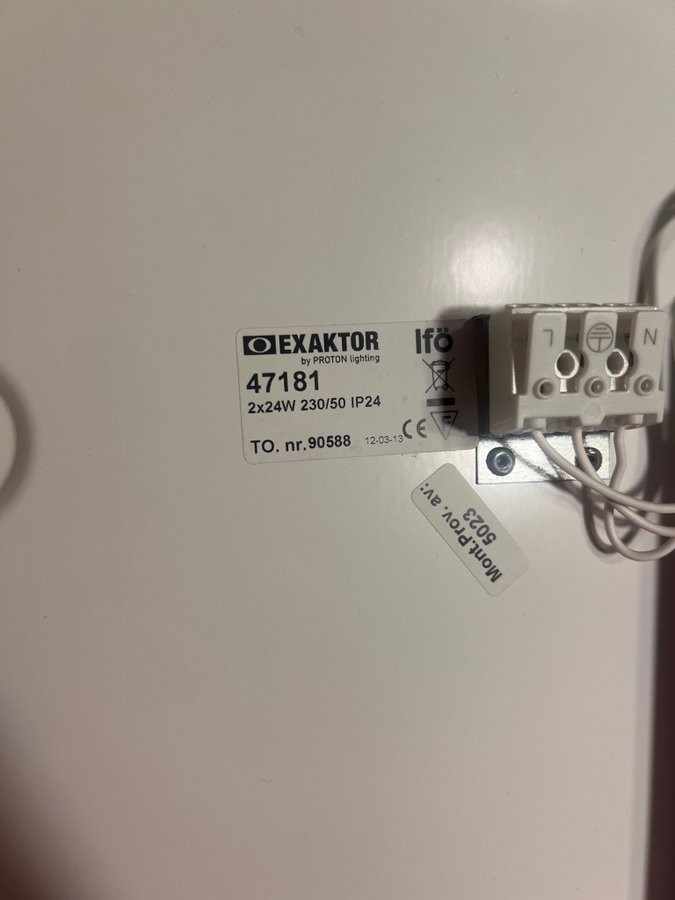 EXAKTOR
by PROTON lighting
Ifö
47181
2x24W 230/50 IP24
TO. nr.90588 12-03-13
CE
F
L N
Mont.Prov. av:
5023